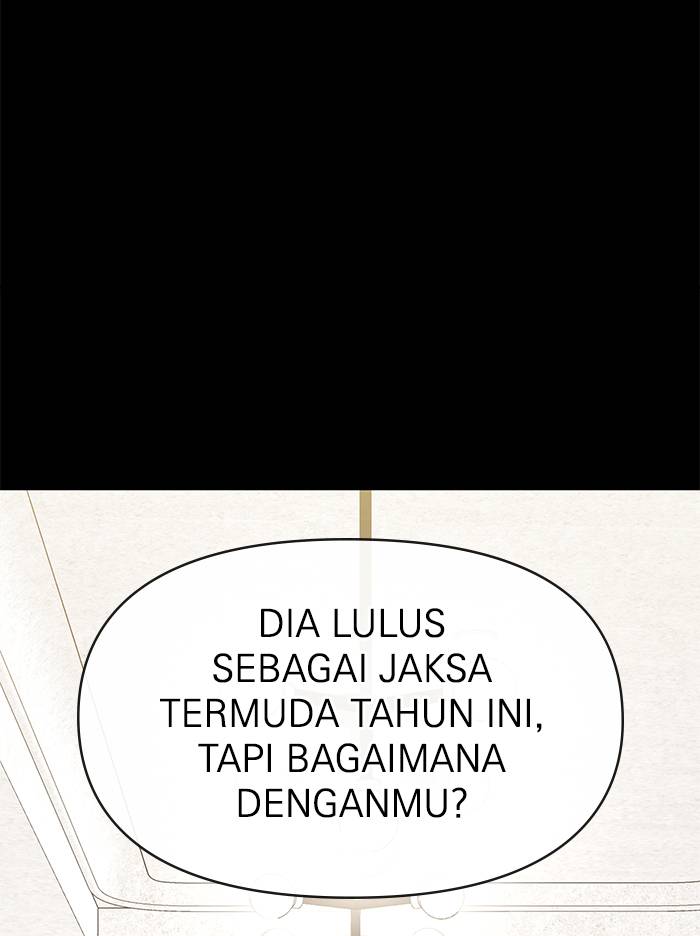 DIA LULUS
SEBAGAI JAKSA
TERMUDA TAHUN INI,
TAPI BAGAIMANA
DENGANMU?